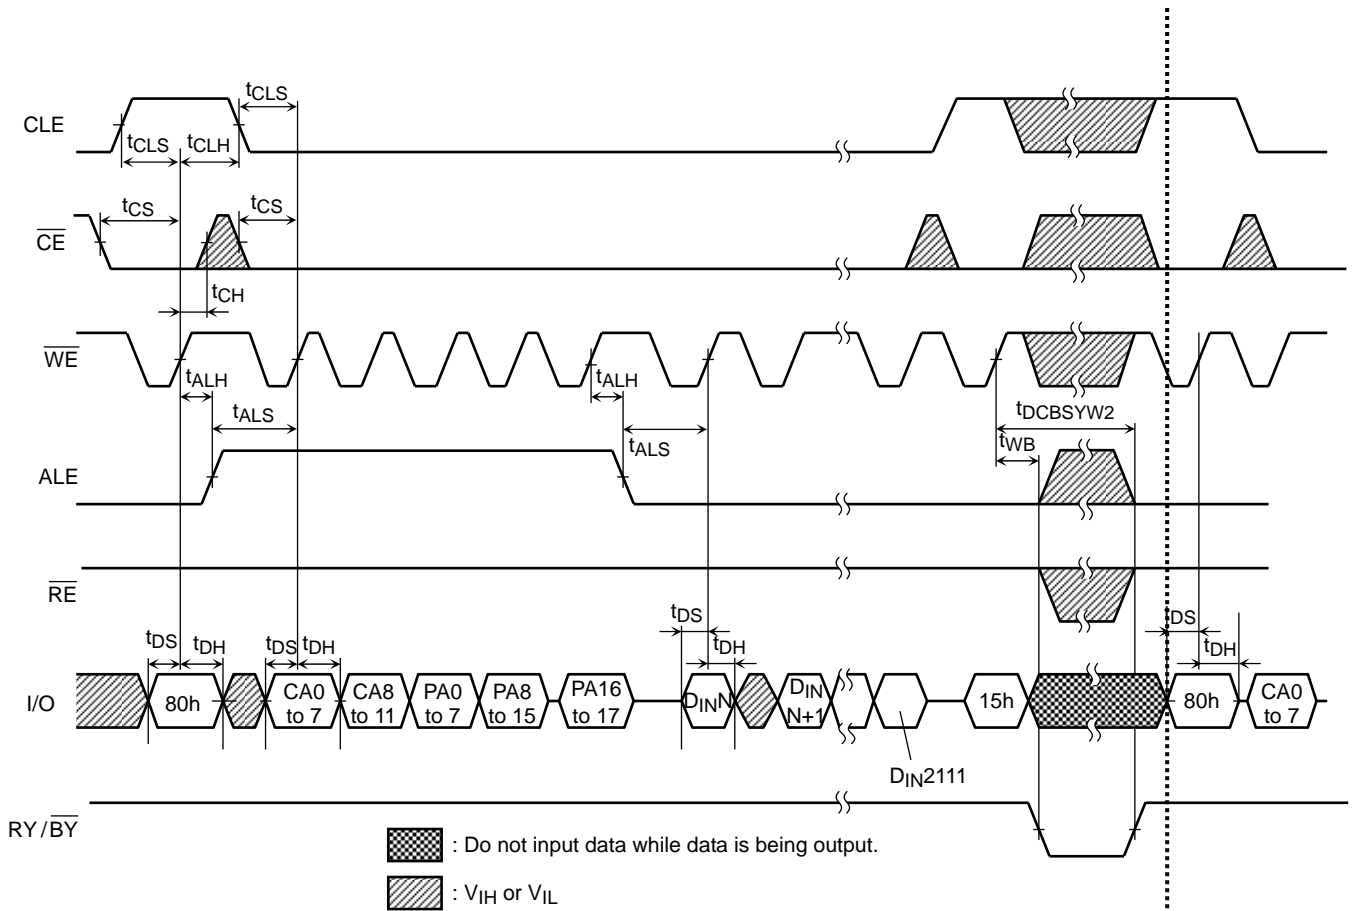 CLE
tCLS
tCLS
tCLH
CE
tCS
tCS
tCH
WE
tALH
tALH
tALS
tALS
tDCBSYW2
tWB
ALE
RE
tDS
tDH
tDS
tDH
tDS
tDH
DS
tDH
I/O
80h
CA0
to 7
CA8
to 11
PA0
to 7
PA8
to 15
PA16
to 17
DINN
DIN
N+1
DIN2111
15h
80h
CA0
to 7
RY/BY
: Do not input data while data is being output.
: VIH or VIL